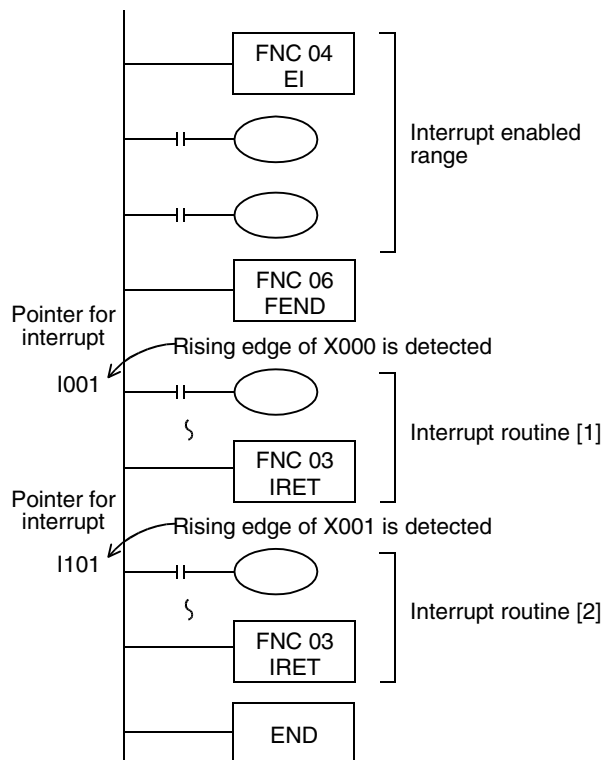 FNC 04
EI
Interrupt enabled
range
FNC 06
FEND
Pointer for
interrupt
Rising edge of X000 is detected
I001
Interrupt routine [1]
FNC 03
IRET
Pointer for
interrupt
Rising edge of X001 is detected
I101
Interrupt routine [2]
FNC 03
IRET
END